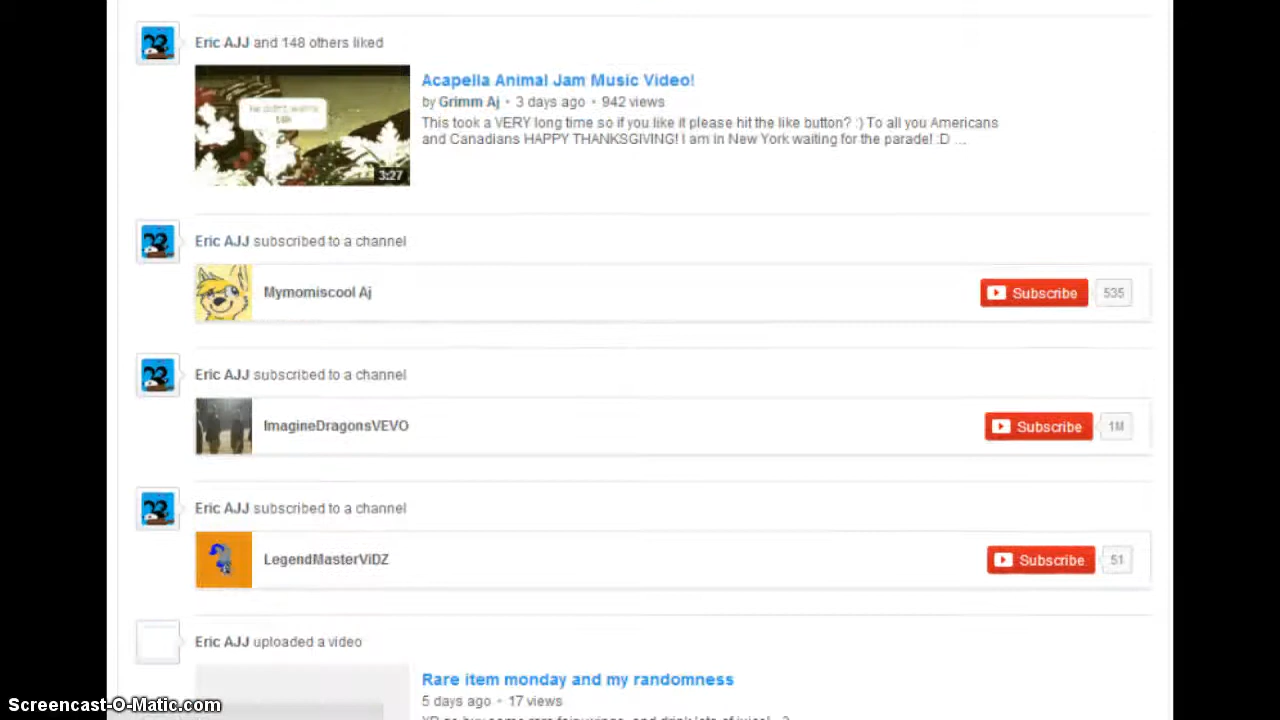 Eric AJJ and 148 others liked
Acapella Animal Jam Music Video!
by Grimm Aj • 3 days ago • 942 views
This took a VERY long time so if you like it please hit the like button? :) To all you Americans
and Canadians HAPPY THANKSGIVING! I am in New York waiting for the parade! :D ...
3:27
Eric AJJ subscribed to a channel
Mymomiscool Aj
Subscribe 535
Eric AJJ subscribed to a channel
ImagineDragonsVEVO
Subscribe 1M
Eric AJJ subscribed to a channel
LegendMasterViDZ
Subscribe 51
Eric AJJ uploaded a video
Rare item monday and my randomness
5 days ago • 17 views
Screencast-O-Matic.com